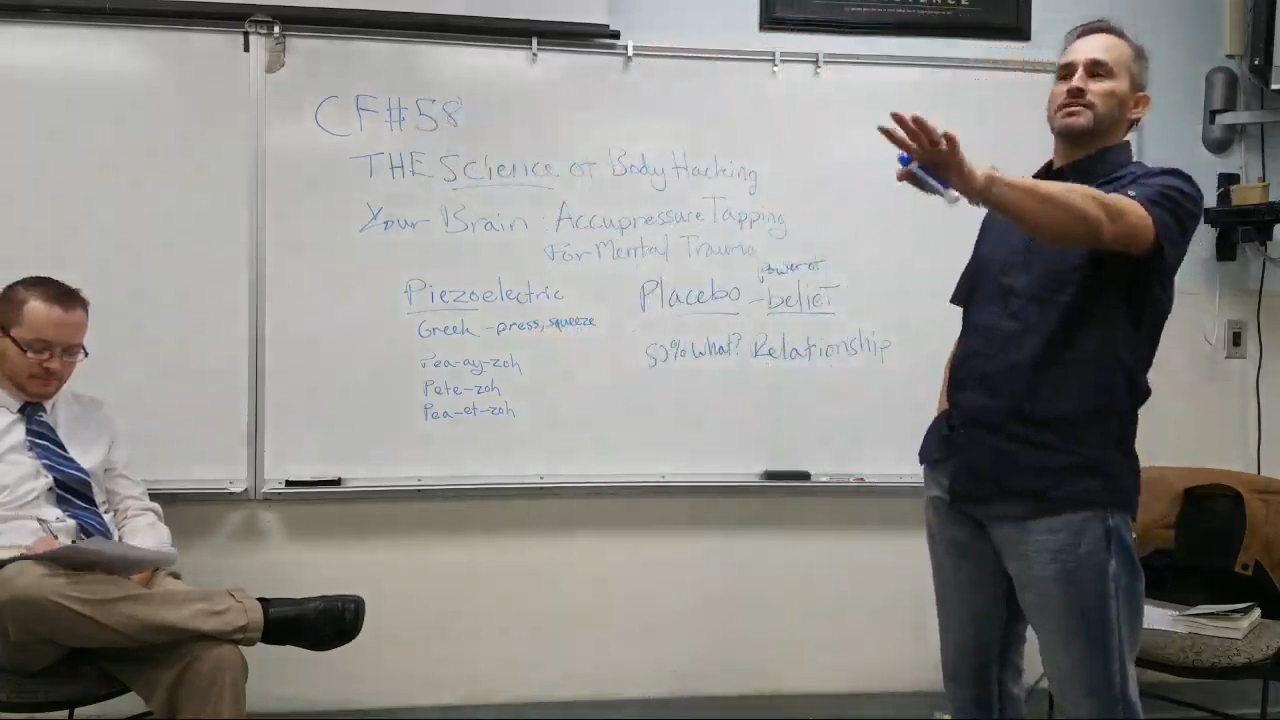 CF#58
THE Science of Body Hacking
Your Brain Accupressure Tapping
For Mental Trauma
Piezoelectric
Greek - press, squeeze
Pea-ay-zoh
Pete-zoh
Pea-et-zoh
power of
Placebo - belief
50% What? Relationship